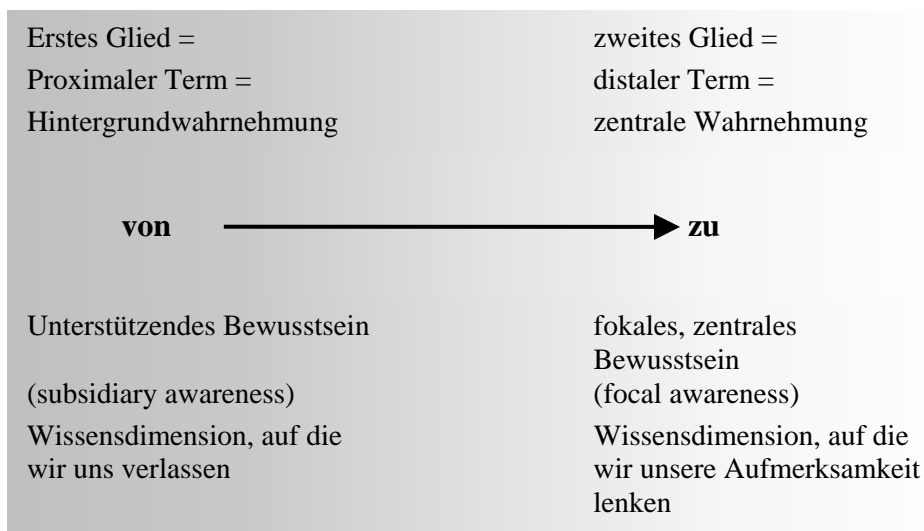 Erstes Glied =
Proximaler Term =
Hintergrundwahrnehmung
zweites Glied =
distaler Term =
zentrale Wahrnehmung
von
zu
Unterstützendes Bewusstsein
(subsidiary awareness)
Wissensdimension, auf die
wir uns verlassen
fokales, zentrales
Bewusstsein
(focal awareness)
Wissensdimension, auf die
wir unsere Aufmerksamkeit
lenken